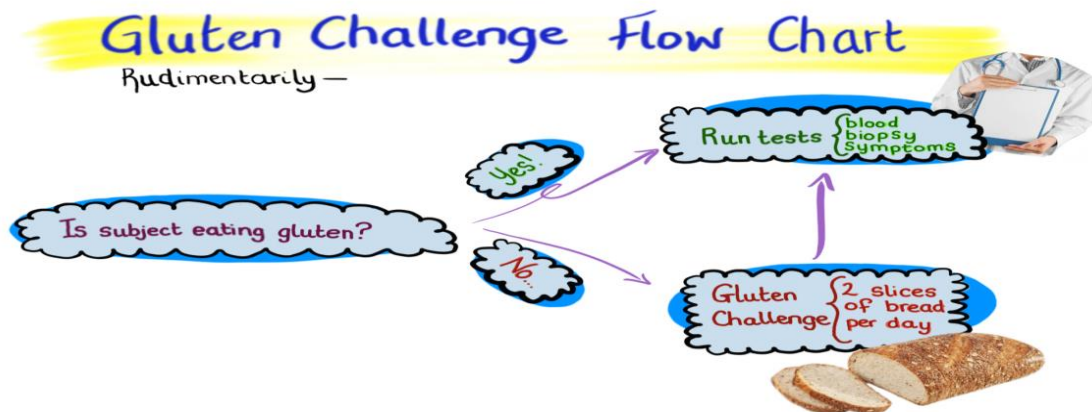 Gluten Challenge Flow Chart
Rudimentarily —
Is subject eating gluten?
Yes!
Run tests { blood
biopsy
symptoms
No...
Gluten
Challenge { 2 slices
of bread
per day